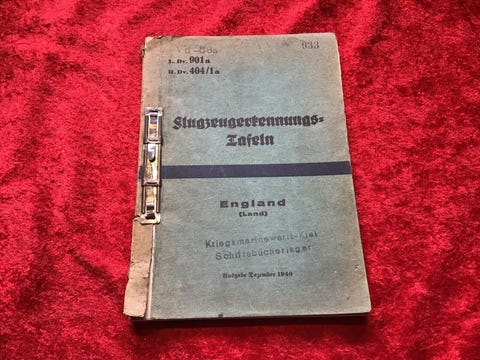 933
L. Dv. 901a
H. Dv. 404/1a
Flugzeugerkennungs=
Tafeln
England
(Land)
Kriegsmarinewerft-Kiel
Schiffsbücherlager
Ausgabe Dezember 1940